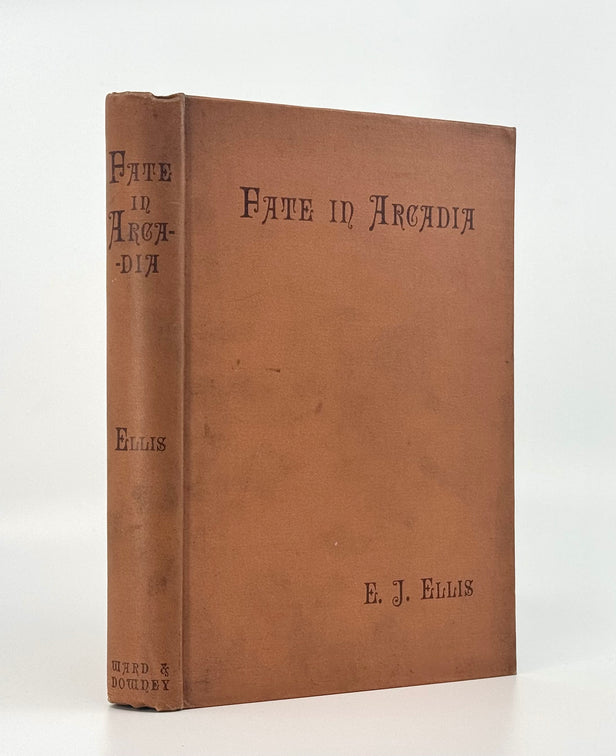 FATE
IN
ARCA-
-DIA
ELLIS
WARD &
DOWNEY
FATE IN ARCADIA
E. J. ELLIS